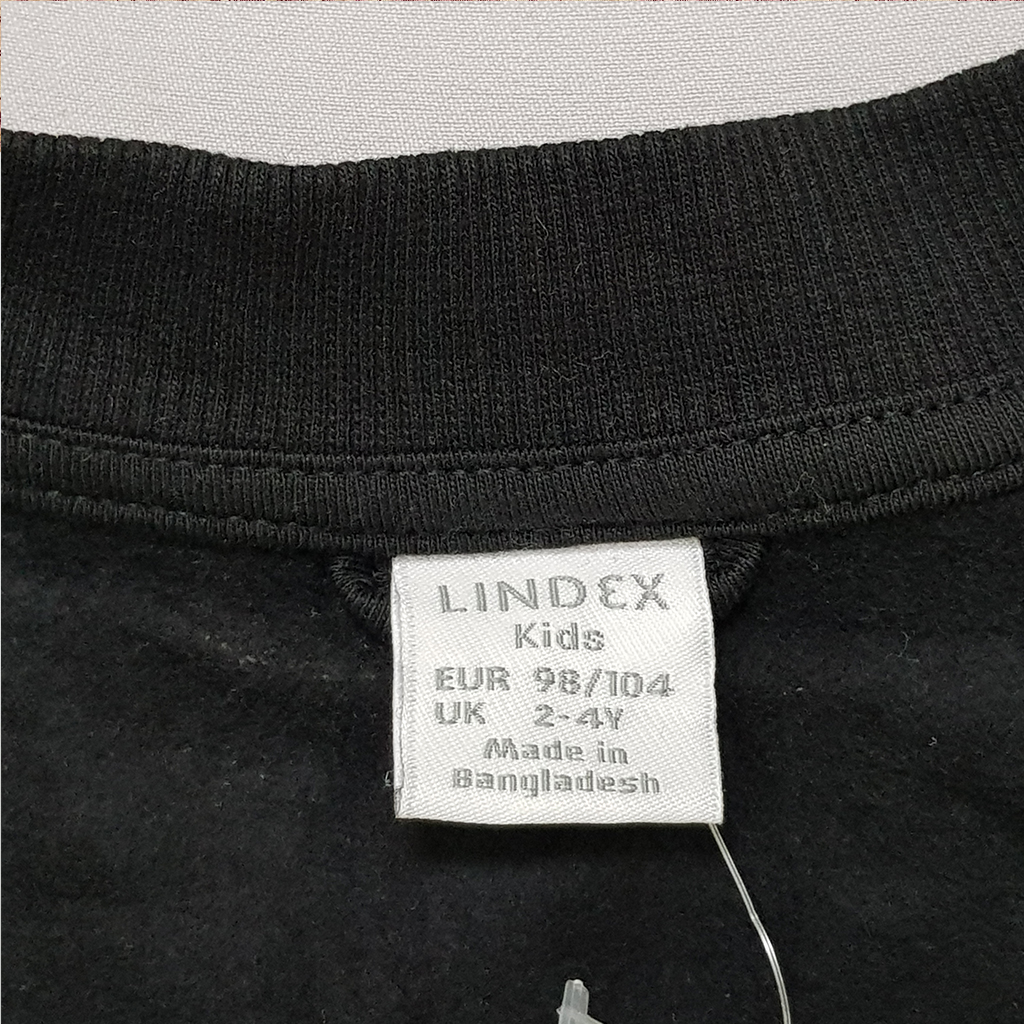 LINDEX
Kids
EUR 98/104
UK 2-4Y
Made in
Bangladesh